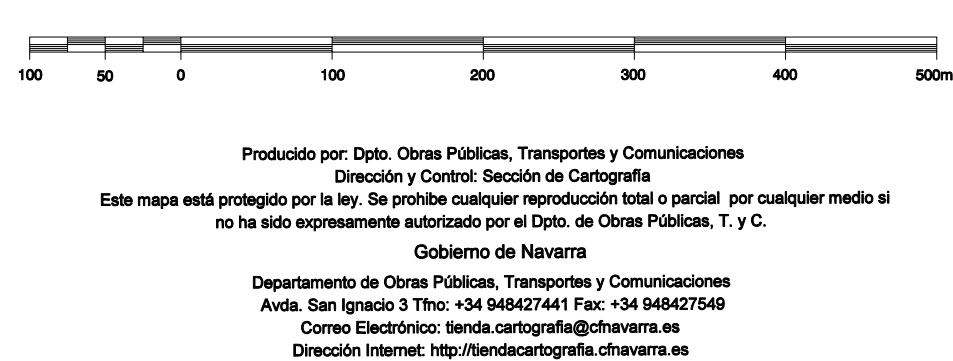 100 50 0 100 200 300 400 500m
Producido por: Dpto. Obras Públicas, Transportes y Comunicaciones
Dirección y Control: Sección de Cartografía
Este mapa está protegido por la ley. Se prohibe cualquier reproducción total o parcial por cualquier medio si
no ha sido expresamente autorizado por el Dpto. de Obras Públicas, T. y C.
Gobierno de Navarra
Departamento de Obras Públicas, Transportes y Comunicaciones
Avda. San Ignacio 3 Tfno: +34 948427441 Fax: +34 948427549
Correo Electrónico: tienda.cartografia@cfnavarra.es
Dirección Internet: http://tiendacartografia.cfnavarra.es